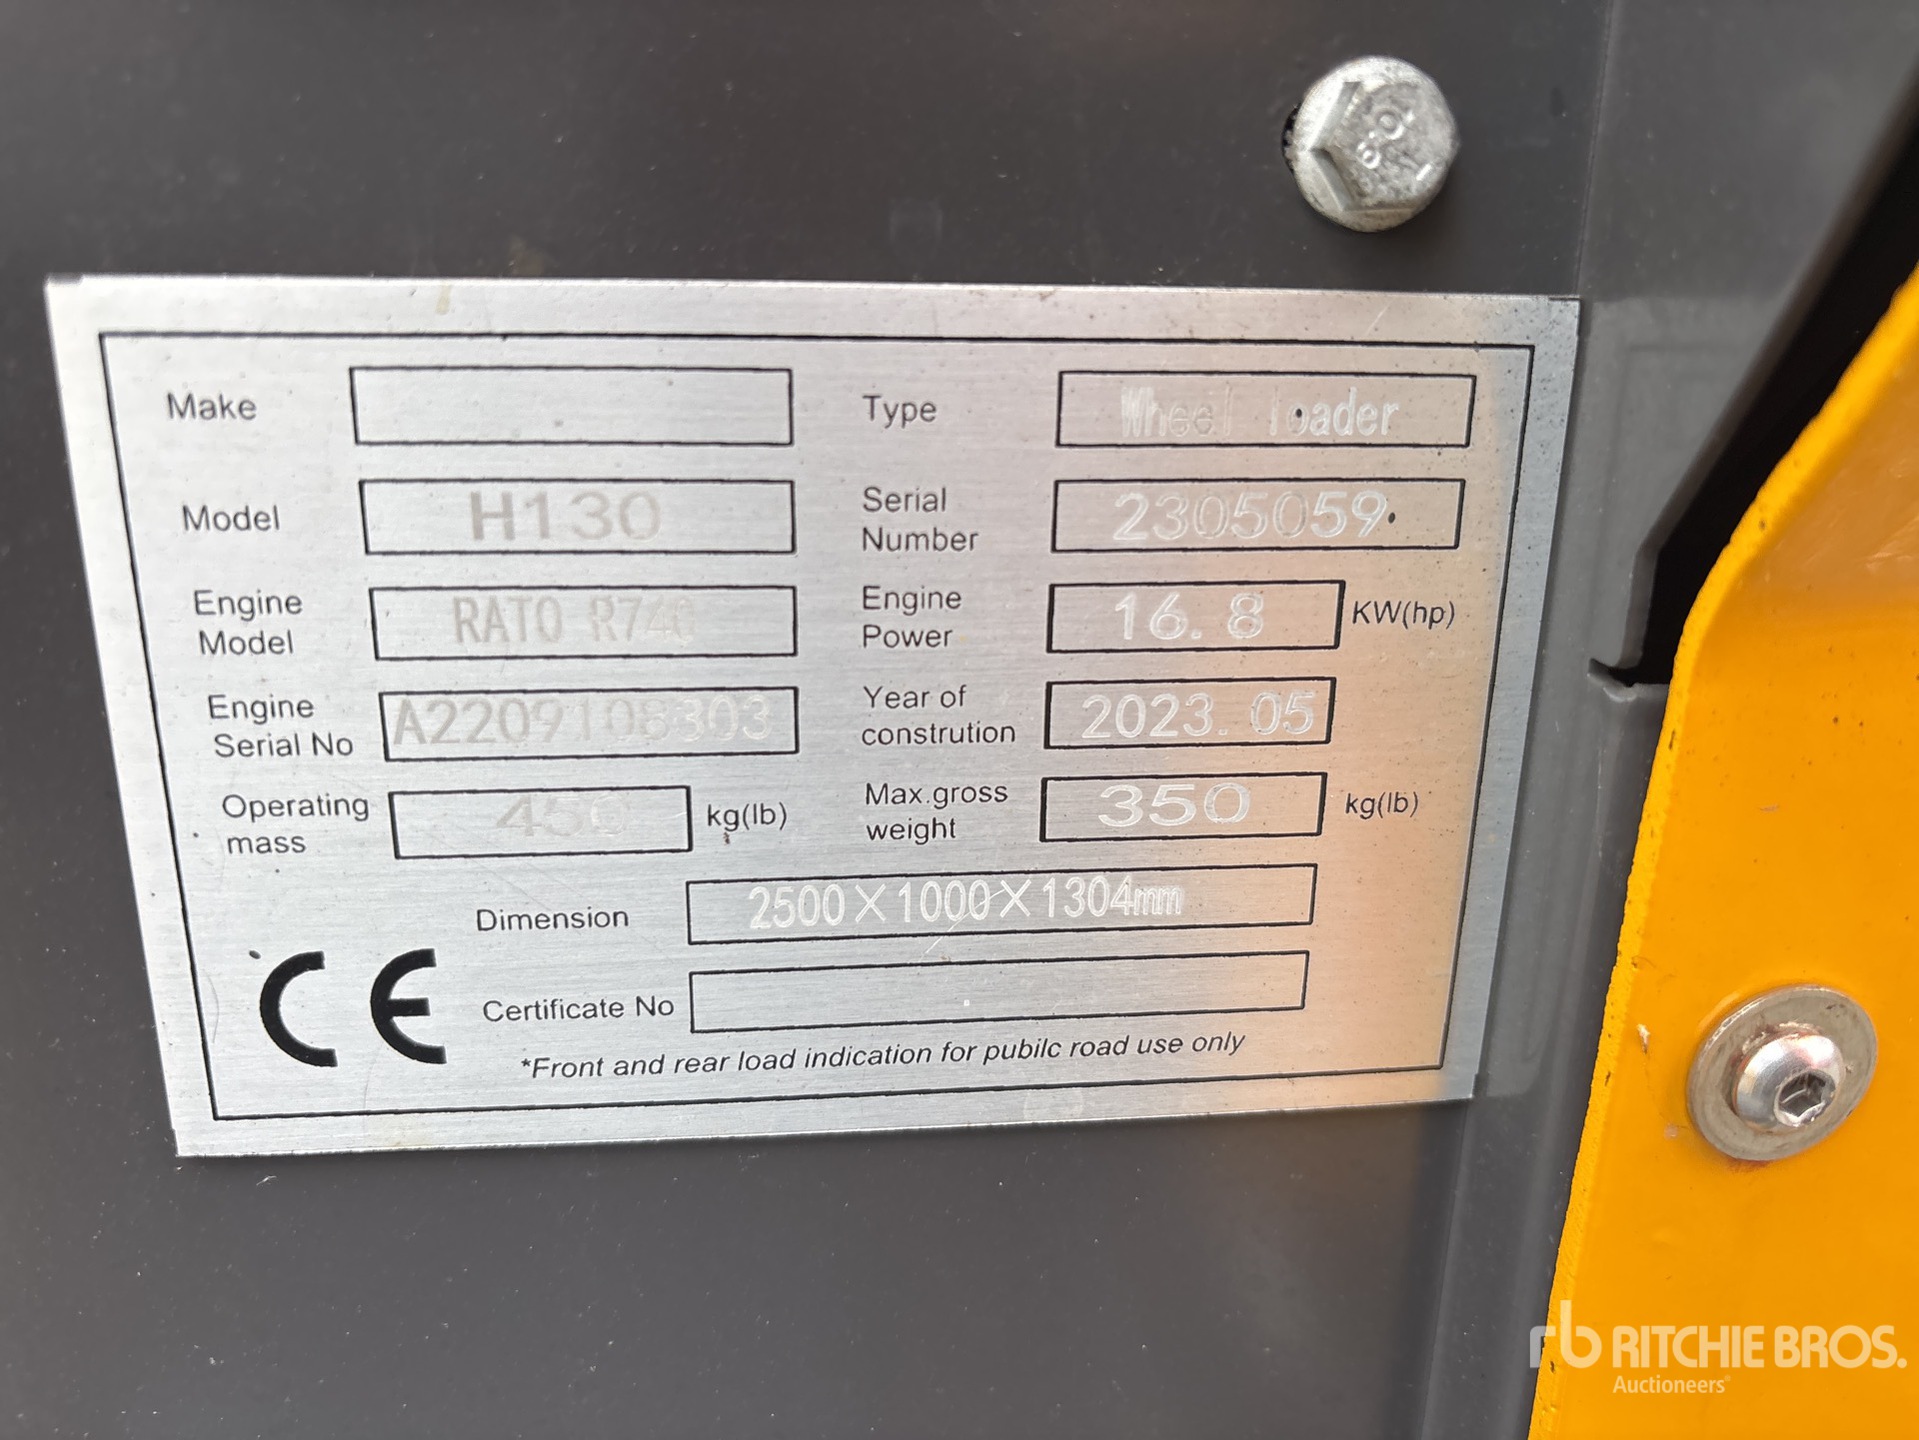 8.8
Make
Type Wheel loader
Model H130
Serial Number 2305059
Engine Model RATO R740
Engine Power 16.8 KW(hp)
Engine Serial No A2209106303
Year of constrution 2023.05
Operating mass 450 kg(lb)
Max.gross weight 350 kg(lb)
Dimension 2500×1000×1304mm
CE
Certificate No
*Front and rear load indication for pubilc road use only
rb RITCHIE BROS.
Auctioneers